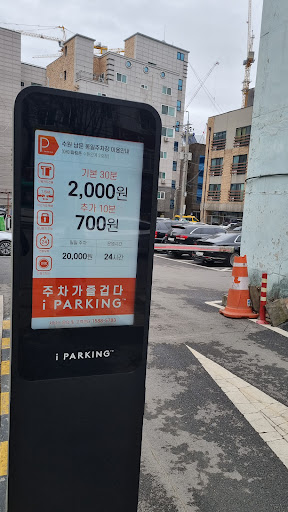 iPARKING
P
기본 30분
2,000원
추가 10분
700원
20,000원 24시간
주차가즐겁다
i PARKING
i PARKING